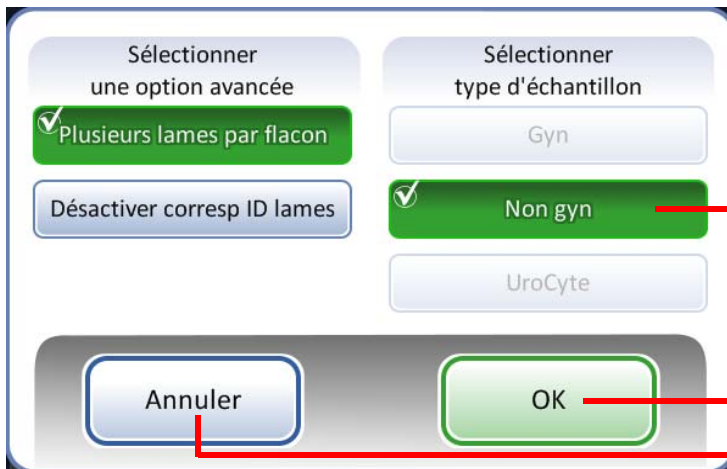 Sélectionner
une option avancée
Plusieurs lames par flacon
Désactiver corresp ID lames
Sélectionner
type d'échantillon
Gyn
Non gyn
UroCyte
Annuler
OK